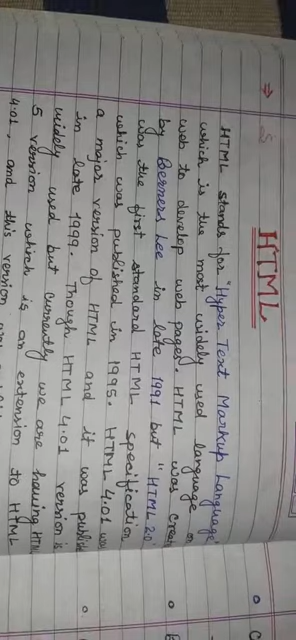 ⇒ HTML
HTML stands for "Hyper Text Markup Language"
which is the most widely used language on
web to develop web pages. HTML was creat
by Berners Lee in late 1991 but "HTML 2.0"
was the first standard HTML specification
which was published in 1995. HTML 4.01 was
a major version of HTML and it was publish
in late 1999. Though HTML 4.01 version is
widely used but currently we are having HTM
5 version which is an extension to HTML
4.01, and this version was